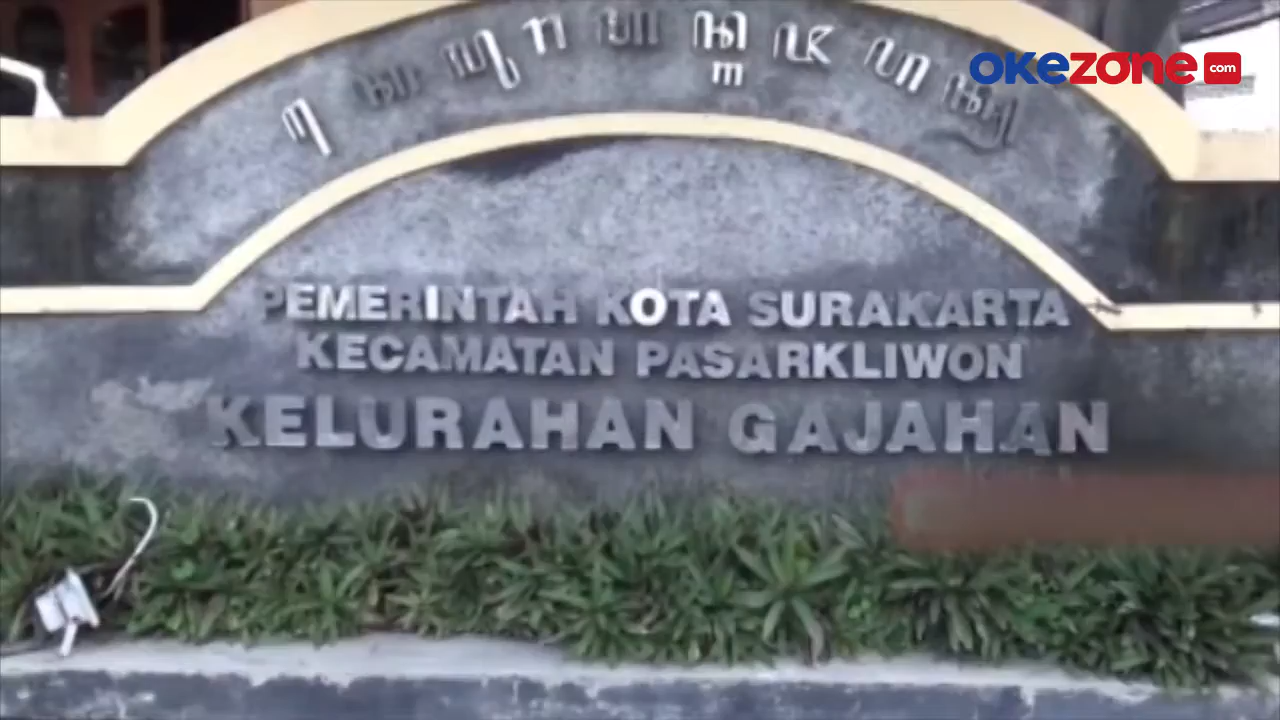 okezone.com
PEMERINTAH KOTA SURAKARTA
KECAMATAN PASARKLIWON
KELURAHAN GAJAHAN